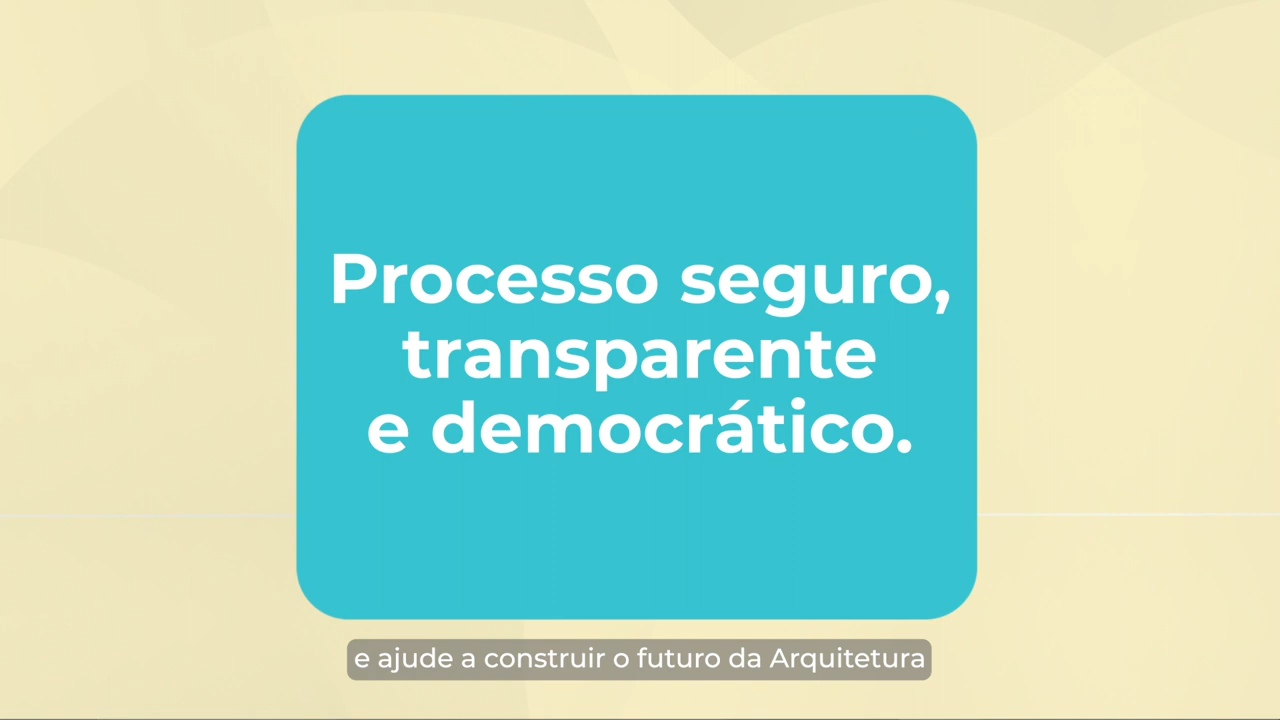 Processo seguro,
transparente
e democrático.
e ajude a construir o futuro da Arquitetura